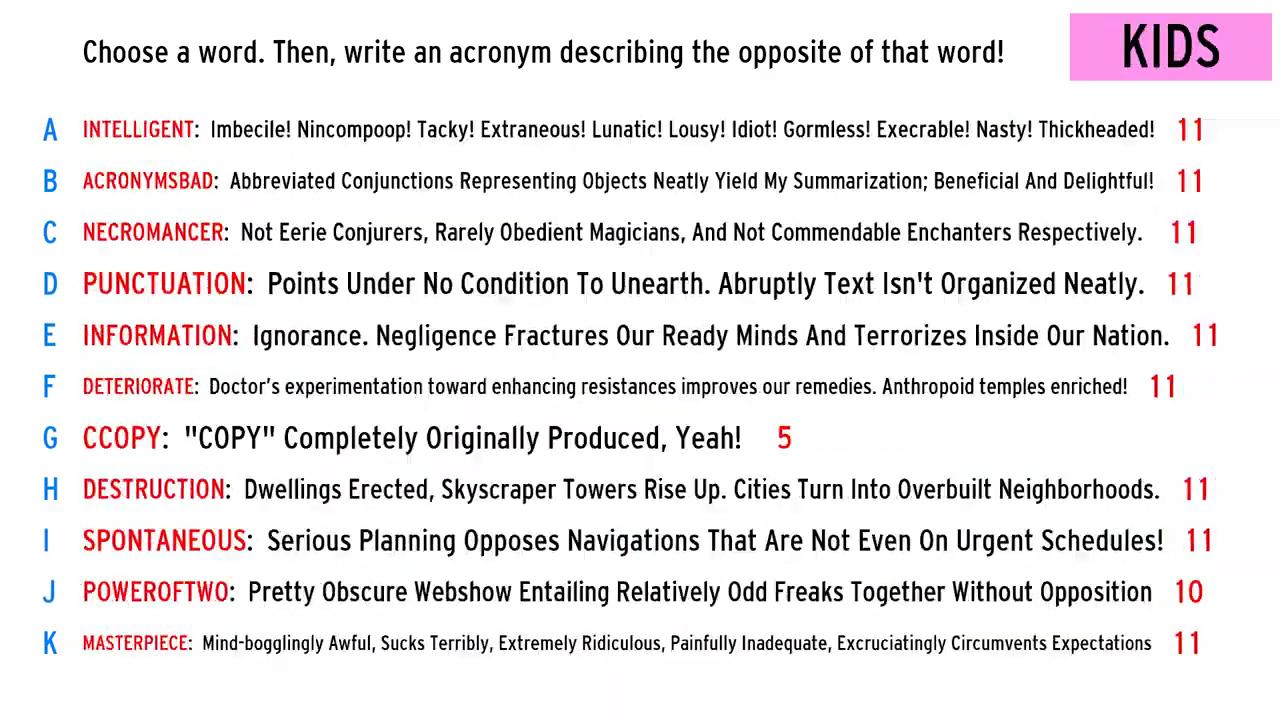 Choose a word. Then, write an acronym describing the opposite of that word!
KIDS
A INTELLIGENT: Imbecile! Nincompoop! Tacky! Extraneous! Lunatic! Lousy! Idiot! Gormless! Execrable! Nasty! Thickheaded! 11
B ACRONYMSBAD: Abbreviated Conjunctions Representing Objects Neatly Yield My Summarization; Beneficial And Delightful! 11
C NECROMANCER: Not Eerie Conjurers, Rarely Obedient Magicians, And Not Commendable Enchanters Respectively. 11
D PUNCTUATION: Points Under No Condition To Unearth. Abruptly Text Isn't Organized Neatly. 11
E INFORMATION: Ignorance. Negligence Fractures Our Ready Minds And Terrorizes Inside Our Nation. 11
F DETERIORATE: Doctor’s experimentation toward enhancing resistances improves our remedies. Anthropoid temples enriched! 11
G CCOPY: "COPY" Completely Originally Produced, Yeah! 5
H DESTRUCTION: Dwellings Erected, Skyscraper Towers Rise Up. Cities Turn Into Overbuilt Neighborhoods. 11
I SPONTANEOUS: Serious Planning Opposes Navigations That Are Not Even On Urgent Schedules! 11
J POWEROFTWO: Pretty Obscure Webshow Entailing Relatively Odd Freaks Together Without Opposition 10
K MASTERPIECE: Mind-bogglingly Awful, Sucks Terribly, Extremely Ridiculous, Painfully Inadequate, Excruciatingly Circumvents Expectations 11